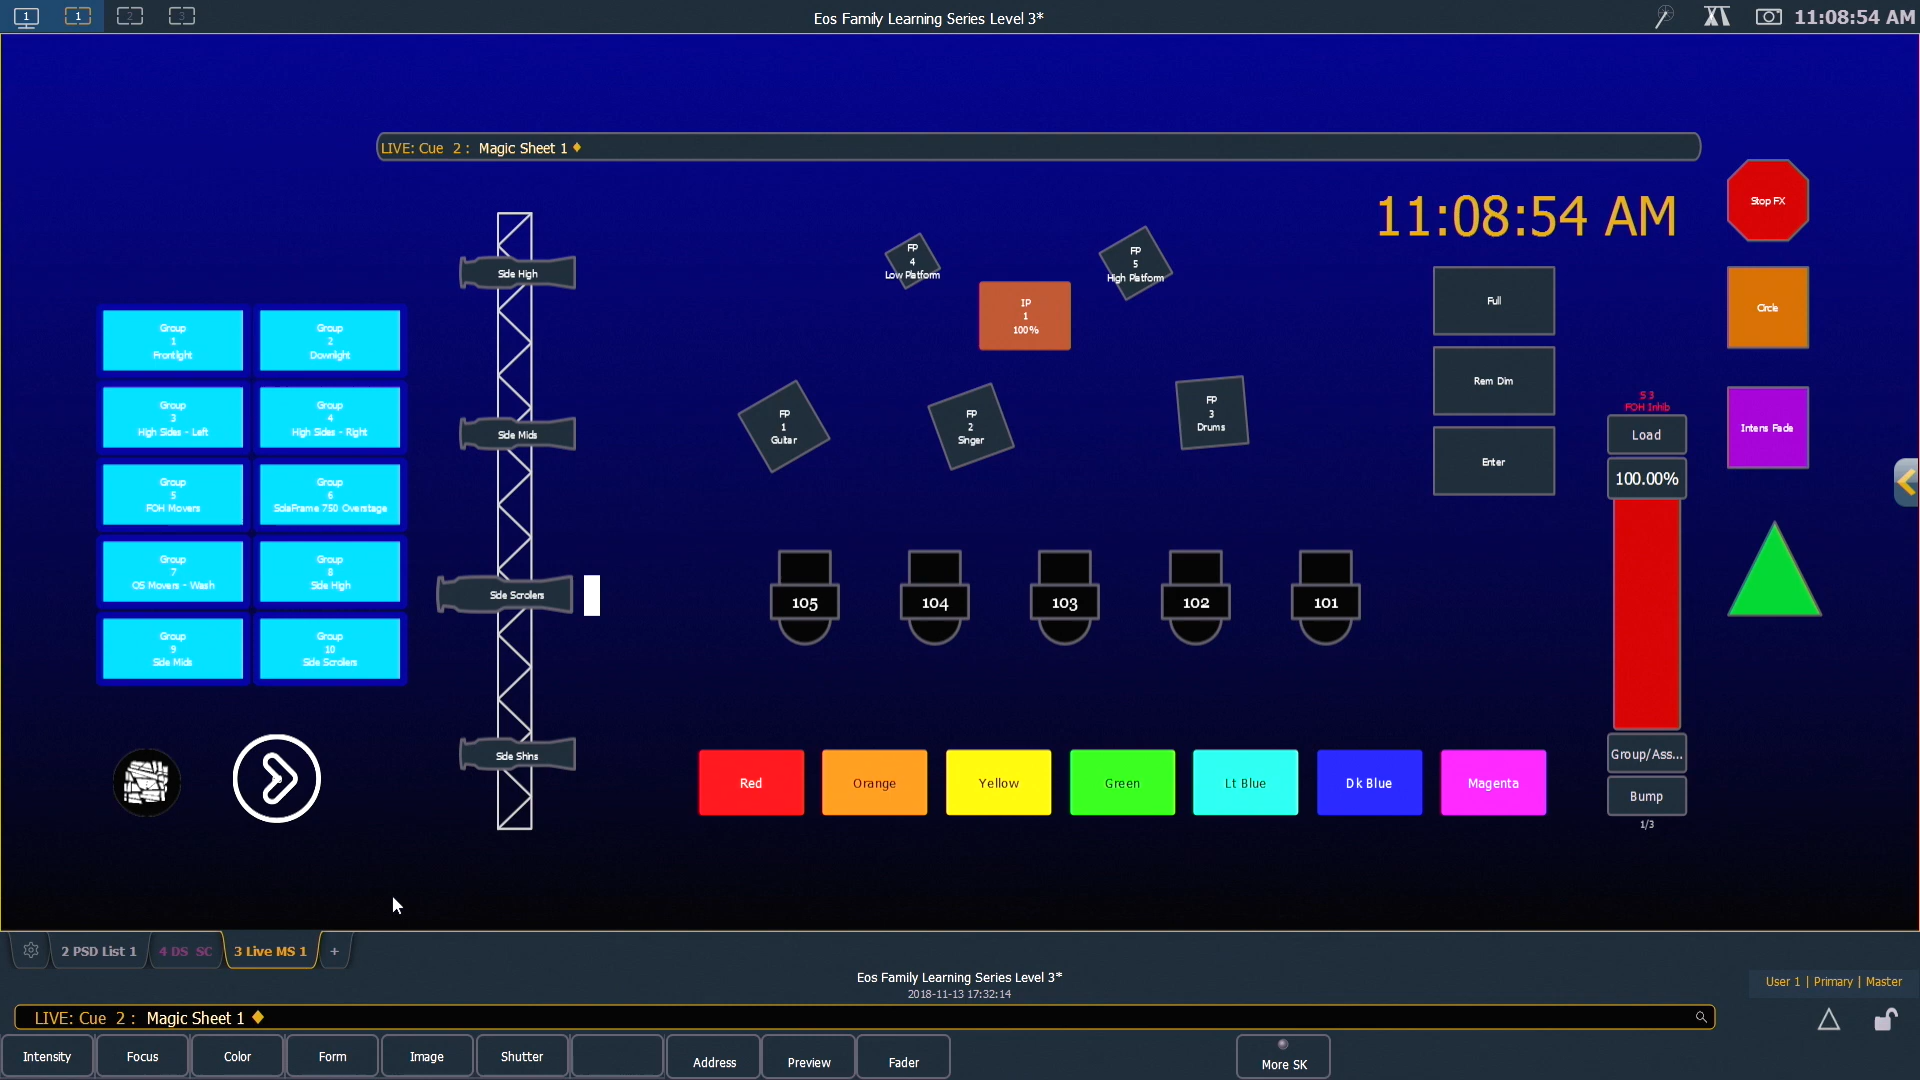 1
1
2
3
Eos Family Learning Series Level 3*
11:08:54 AM
LIVE: Cue 2 : Magic Sheet 1
11:08:54 AM
Stop FX
Side High
FP
4
Low Platform
FP
5
High Platform
IP
1
100%
Full
Circle
Group
1
Frontlight
Group
2
Downlight
Rem Dim
Group
3
High Sides - Left
Group
4
High Sides - Right
Side Mids
FP
1
Guitar
FP
2
Singer
FP
3
Drums
S 3
FOH Inhib
Load
Intens Fade
Enter
100.00%
Group
5
FOH Movers
Group
6
SolaFrame 750 Overstage
Group
7
OS Movers - Wash
Group
8
Side High
Side Scrollers
105
104
103
102
101
Group
9
Side Mids
Group
10
Side Scrollers
Side Shins
Red
Orange
Yellow
Green
Lt Blue
Dk Blue
Magenta
Group/Ass...
Bump
1/3
2 PSD List 1
4 DS SC
3 Live MS 1
+
Eos Family Learning Series Level 3*
2018-11-13 17:32:14
User 1 | Primary | Master
LIVE: Cue 2 : Magic Sheet 1
Intensity
Focus
Color
Form
Image
Shutter
Address
Preview
Fader
More SK